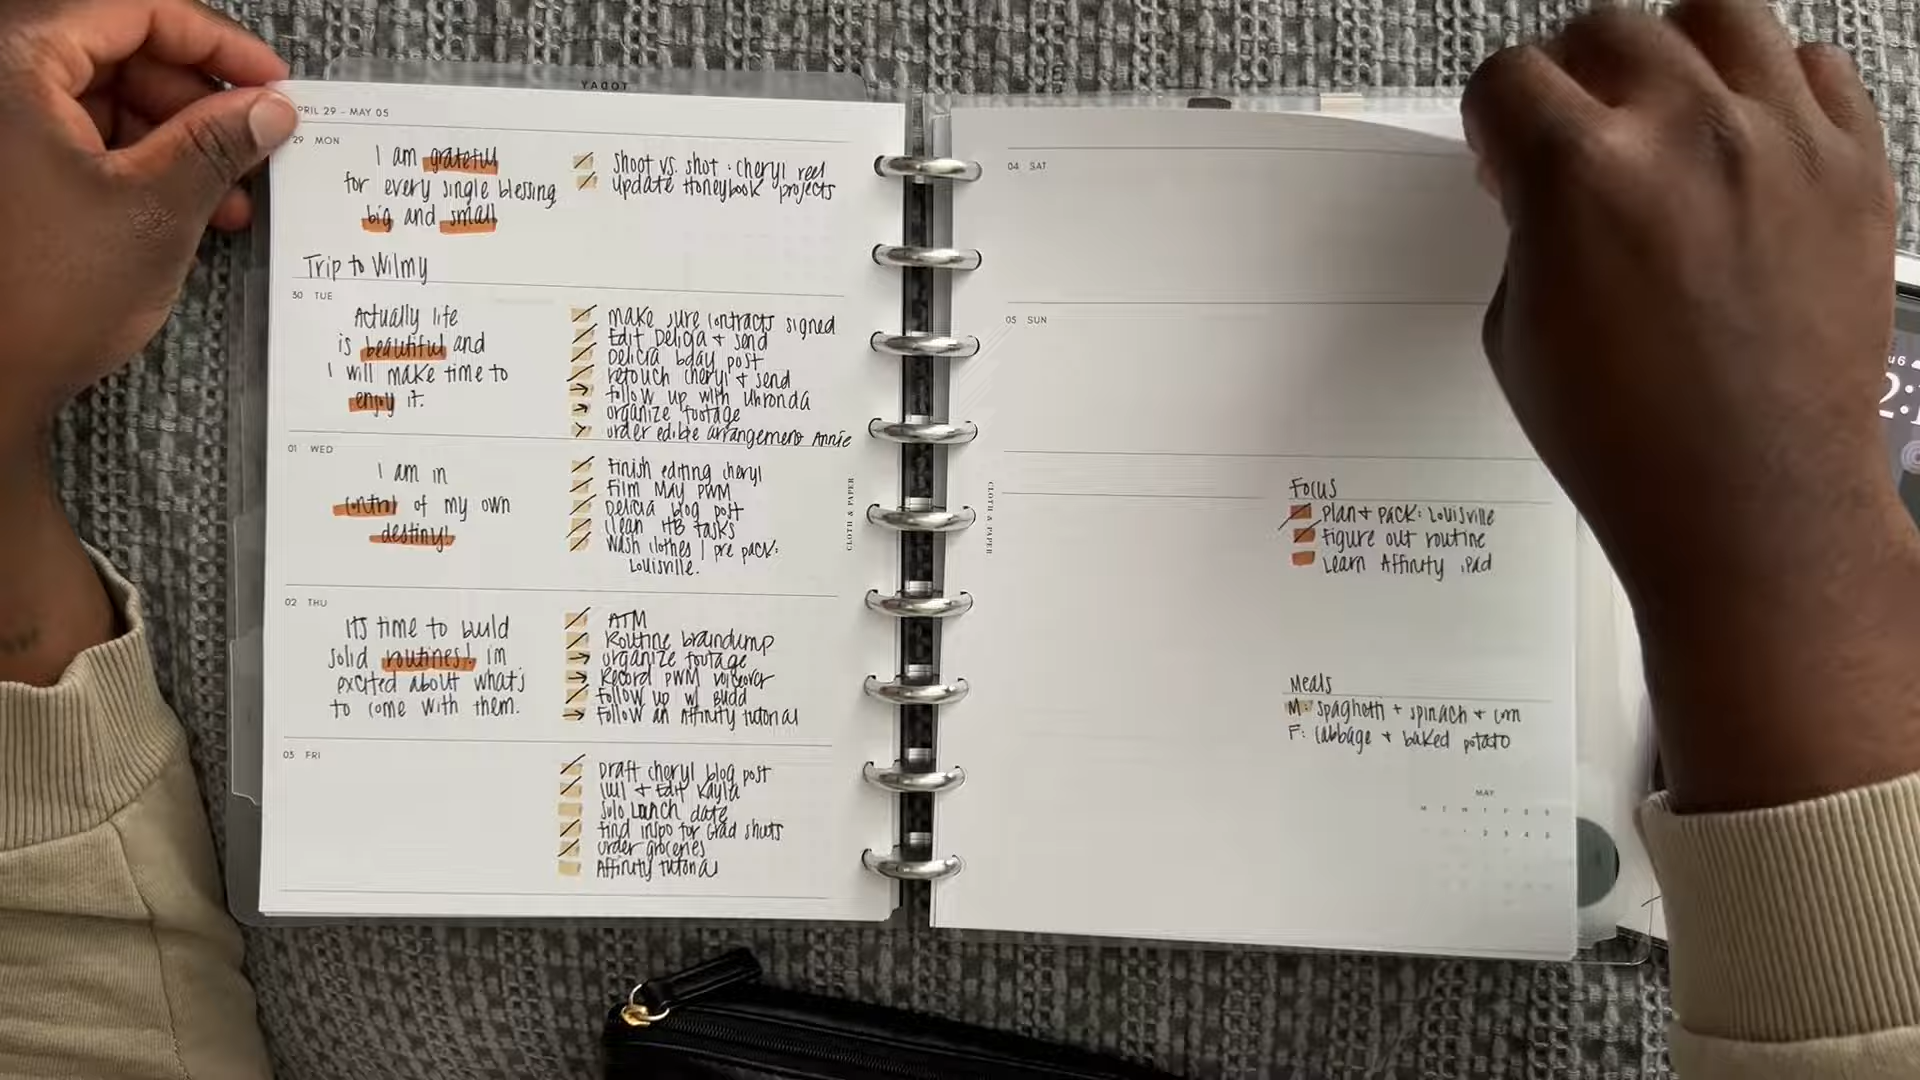 TODAY
APRIL 29 - MAY 05
29 MON
I am grateful
for every single blessing
big and small
Trip to Wilmy
shoot vs. shot : cheryl reel
update Honeybook projects
30 TUE
Actually life
is beautiful and
I will make time to
enjoy it.
make sure contracts signed
Edit Delicia + send
Delicia bday post
retouch cheryl + send
follow up with
organize footage
order edible arrangement Annie
01 WED
I am in
control of my own
destiny!
Finish editing cheryl
Film May PWM
Delicia blog post
clean HB tasks
Wash clothes | pre pack:
Louisville.
02 THU
It's time to build
solid routines! im
excited about what's
to come with them.
ATM
Routine braindump
organize footage
Record PWM voiceover
Follow up w/ Budd
Follow an Affinity tutorial
03 FRI
Draft cheryl blog post
cull + Edit Kayla
Solo Lunch date
find inspo for Grad shoots
order groceries
Affinity tutorial
CLOTH & PAPER
04 SAT
05 SUN
CLOTH & PAPER
Focus
Plan + pack: Louisville
Figure out routine
Learn Affinity iPad
Meals
M: spaghetti + spinach + corn
F: cabbage + baked potato
MAY
M T W T F S S
1 2 3 4 5